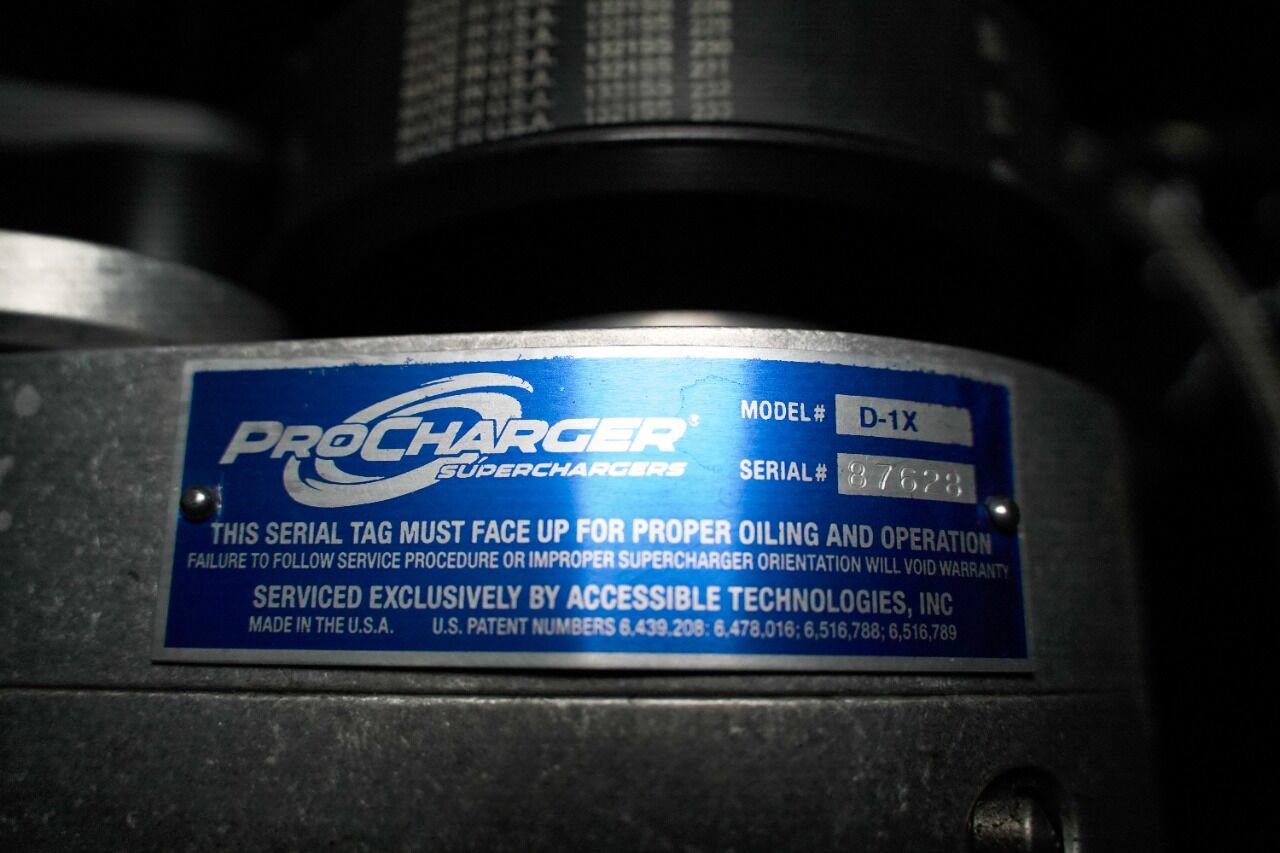 PROCHARGER®
SUPERCHARGERS
MODEL# D-1X
SERIAL# 87628
THIS SERIAL TAG MUST FACE UP FOR PROPER OILING AND OPERATION
FAILURE TO FOLLOW SERVICE PROCEDURE OR IMPROPER SUPERCHARGER ORIENTATION WILL VOID WARRANTY
SERVICED EXCLUSIVELY BY ACCESSIBLE TECHNOLOGIES, INC
MADE IN THE U.S.A. U.S. PATENT NUMBERS 6,439.208: 6,478,016; 6,516,788; 6,516,789